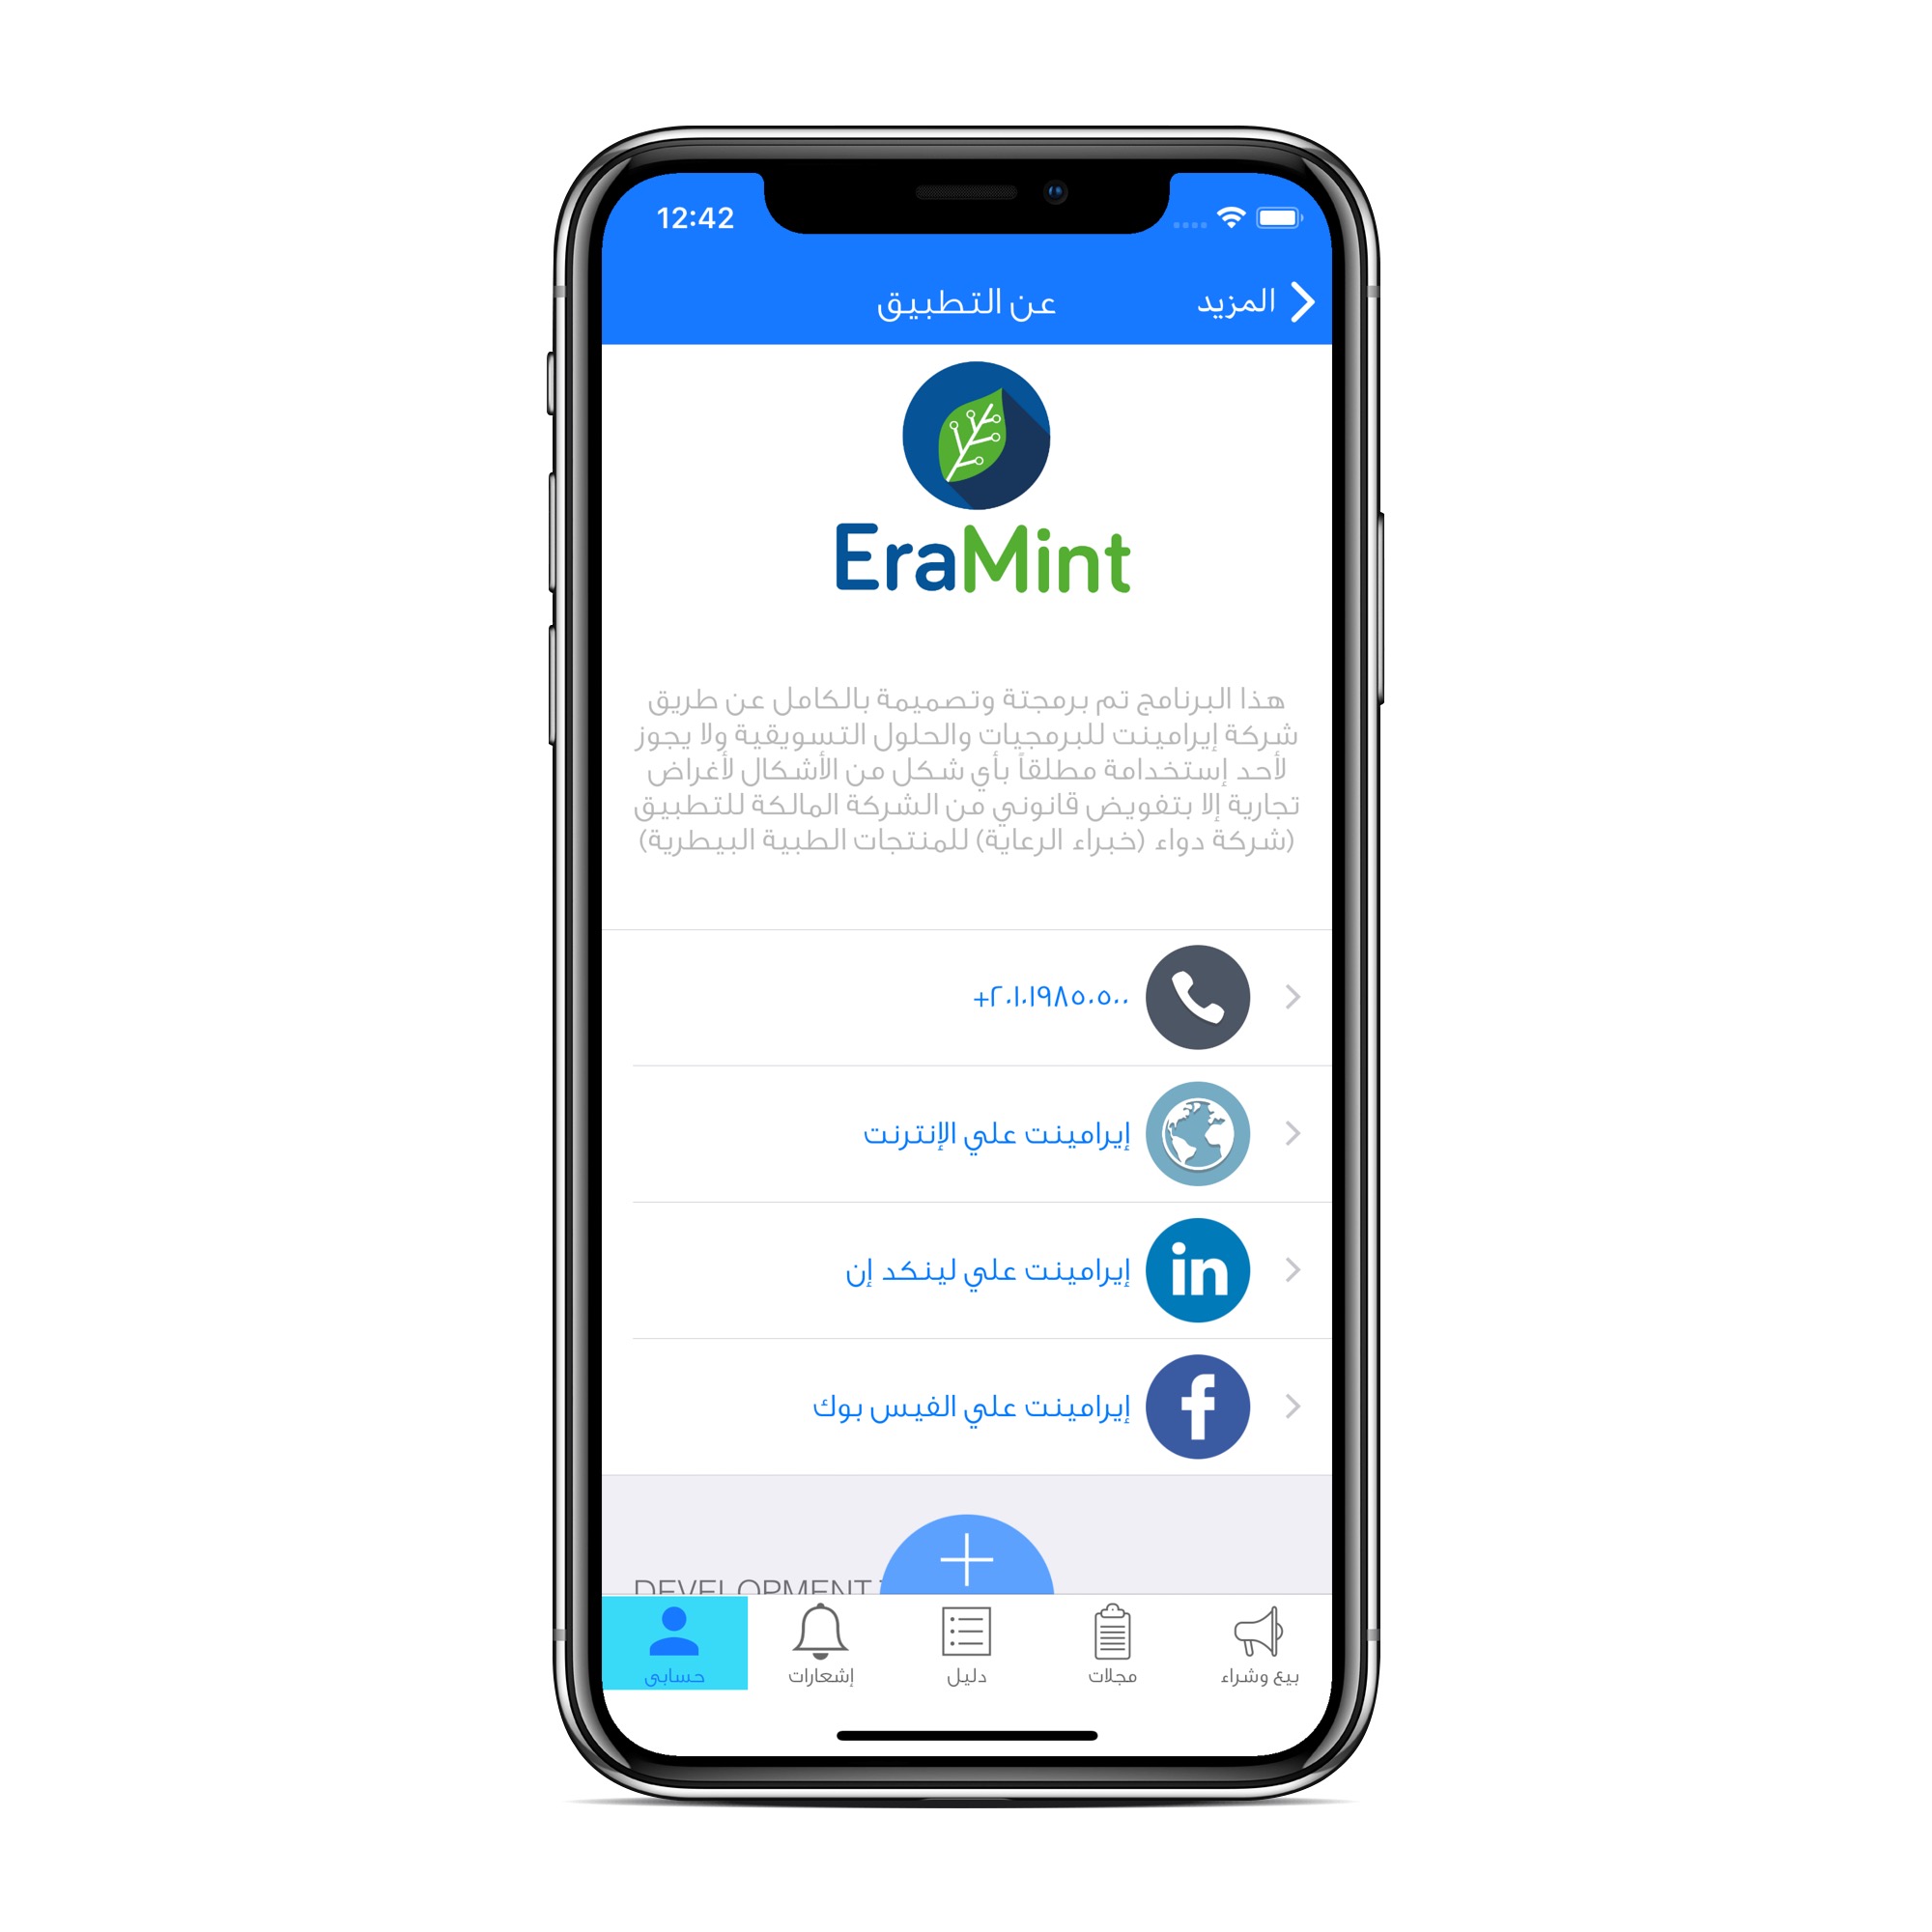 12:42
المزيد
عن التطبيق
EraMint
هذا البرنامج تم برمجتة وتصميمة بالكامل عن طريق
شركة إيرامينت للبرمجيات والحلول التسويقية ولا يجوز
لأحد إستخدامة مطلقاً بأي شكل من الأشكال لأغراض
تجارية إلا بتفويض قانوني من الشركة المالكة للتطبيق
(شركة دواء (خبراء الرعاية) للمنتجات الطبية البيطرية)
+٢٠١٠١٩٨٥٠٥٠٠
إيرامينت علي الإنترنت
in
إيرامينت علي لينكد إن
f
إيرامينت علي الفيس بوك
DEVELOPMENT
بيع وشراء
مجلات
دليل
إشعارات
حسابى